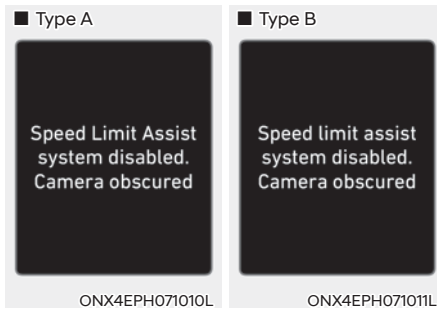 ■ Type A
Speed Limit Assist
system disabled.
Camera obscured
ONX4EPH071010L
■ Type B
Speed limit assist
system disabled.
Camera obscured
ONX4EPH071011L